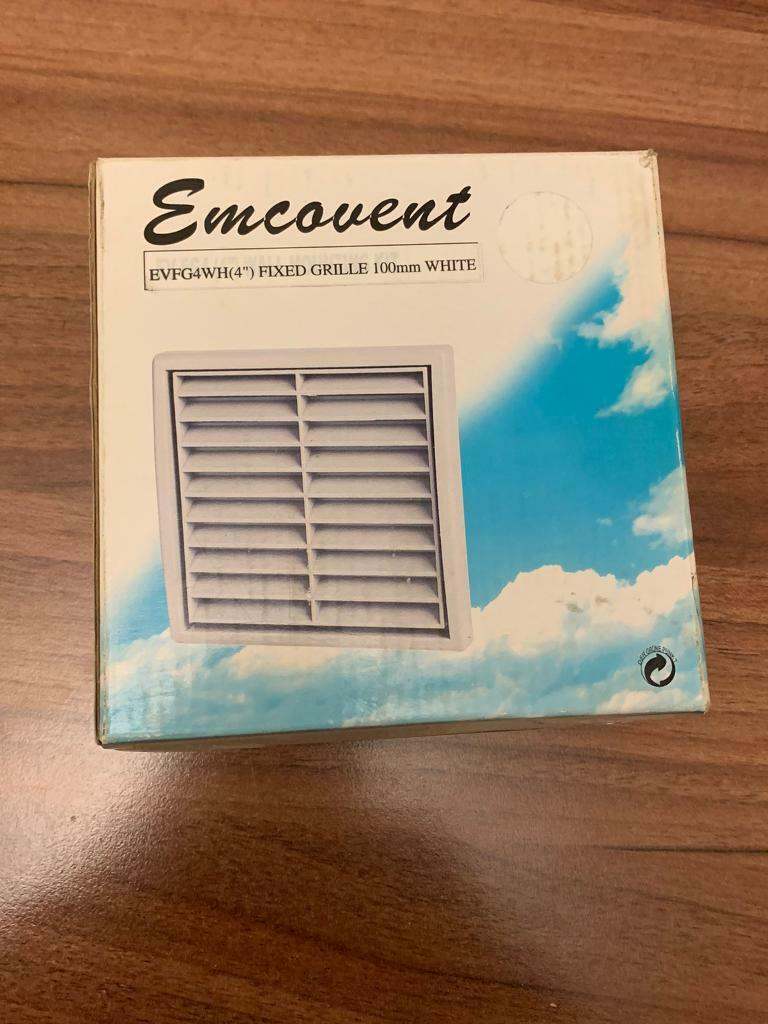 Emcovent
EVFG4WH(4") FIXED GRILLE 100mm WHITE